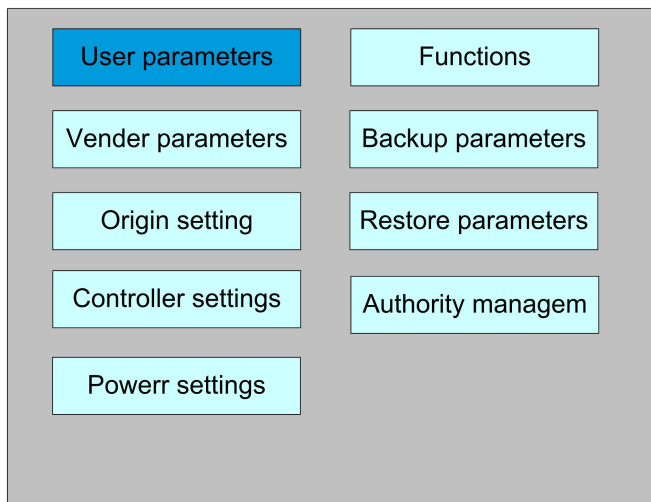 User parameters
Functions
Vender parameters
Backup parameters
Origin setting
Restore parameters
Controller settings
Authority managem
Powerr settings